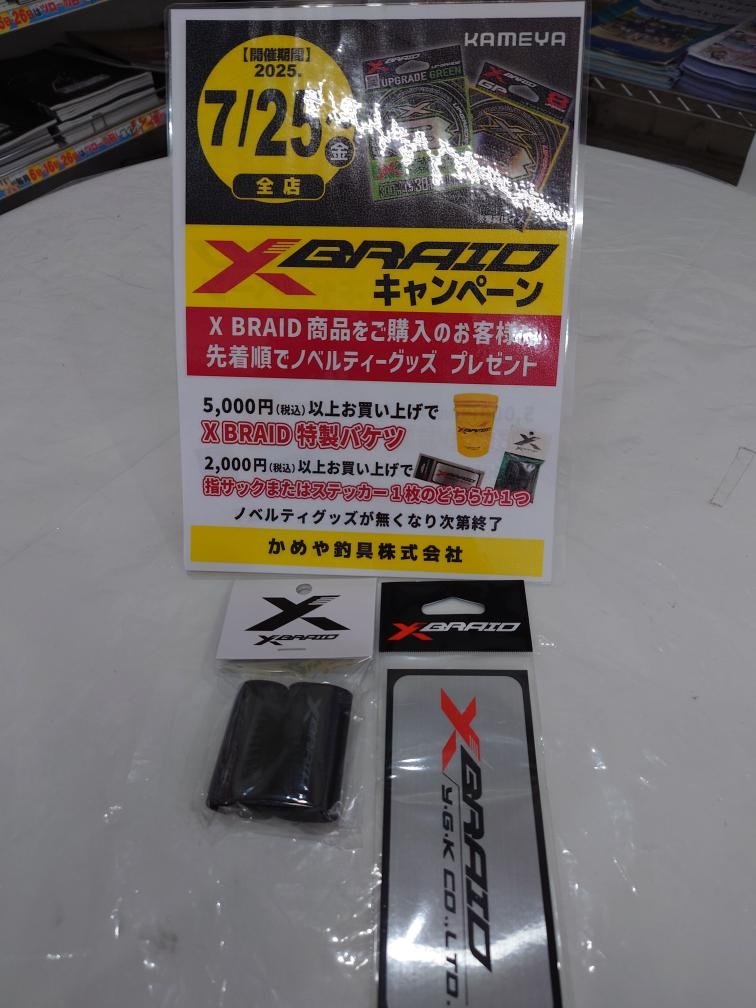 KAMEYA
【開催期間】
2025.
7/25
金
全店
X BRAID
UPGRADE GREEN
X BRAID
GP
8
X BRAID
キャンペーン
X BRAID 商品をご購入のお客様
先着順でノベルティーグッズ プレゼント
5,000円(税込)以上お買い上げで
X BRAID 特製バケツ
2,000円(税込)以上お買い上げで
指サックまたはステッカー1枚のどちらか1つ
ノベルティグッズが無くなり次第終了
かめや釣具株式会社
X BRAID
X BRAID
X BRAID
X BRAID
Y.G.K CO.,LTD.